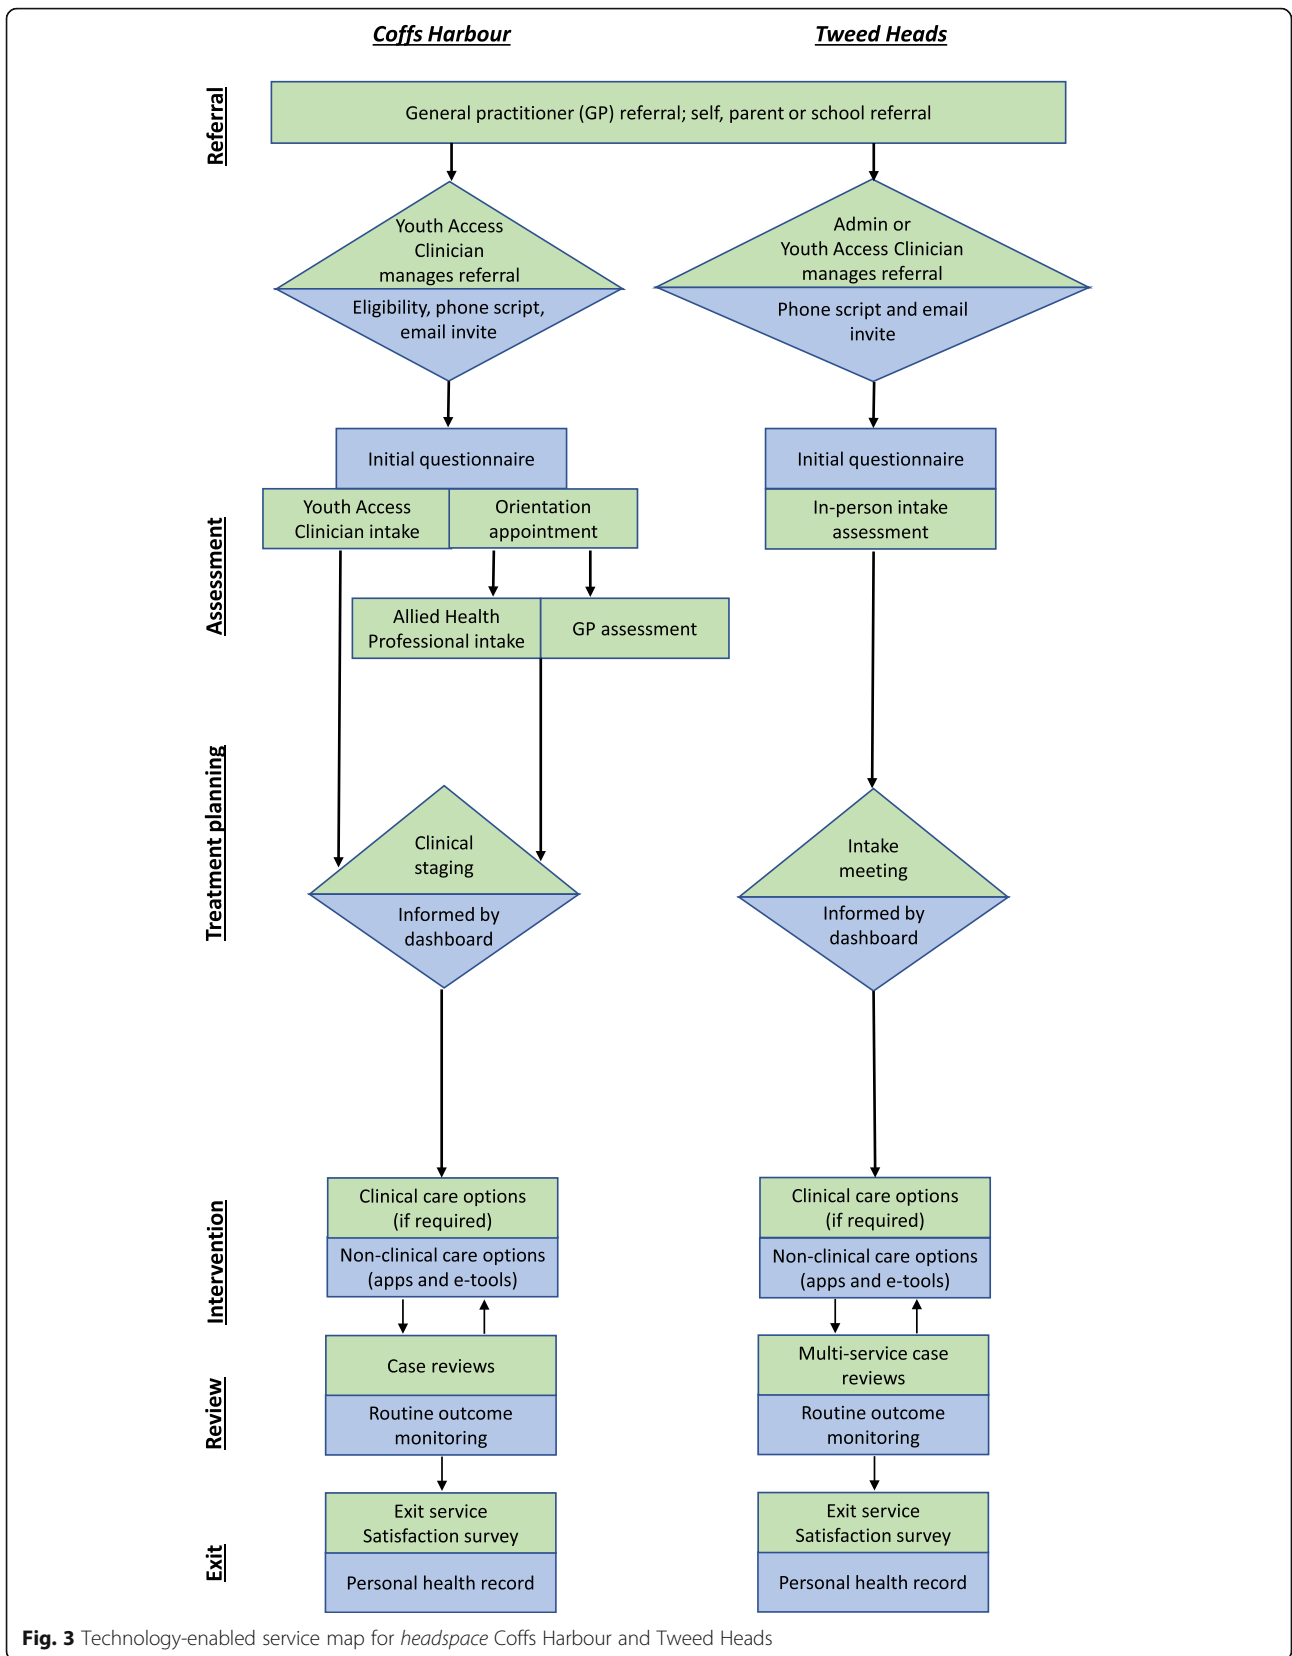 Coffs Harbour
Tweed Heads
Referral
General practitioner (GP) referral; self, parent or school referral
Youth Access
Clinician
manages referral
Eligibility, phone script,
email invite
Admin or
Youth Access Clinician
manages referral
Phone script and email
invite
Assessment
Initial questionnaire
Youth Access
Clinician intake
Orientation
appointment
Allied Health
Professional intake
GP assessment
Initial questionnaire
In-person intake
assessment
Treatment planning
Clinical
staging
Informed by
dashboard
Intake
meeting
Informed by
dashboard
Intervention
Clinical care options
(if required)
Non-clinical care options
(apps and e-tools)
Clinical care options
(if required)
Non-clinical care options
(apps and e-tools)
Review
Case reviews
Routine outcome
monitoring
Multi-service case
reviews
Routine outcome
monitoring
Exit
Exit service
Satisfaction survey
Personal health record
Exit service
Satisfaction survey
Personal health record
Fig. 3 Technology-enabled service map for headspace Coffs Harbour and Tweed Heads